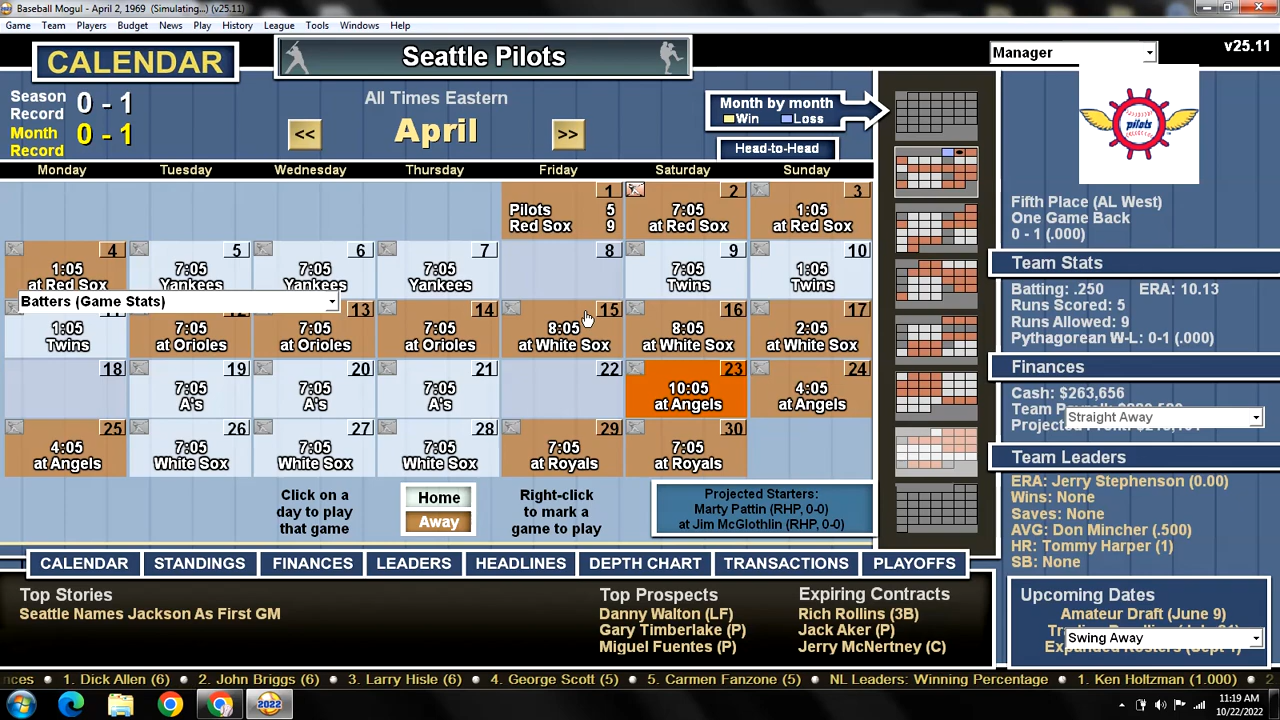 Baseball Mogul - April 2, 1969 (Simulating...) (v25.11)
Game Team Players Budget News Play History League Tools Windows Help
CALENDAR
Seattle Pilots
Manager
v25.11
Season Record 0 - 1
Month Record 0 - 1
All Times Eastern
<< April >>
Month by month
Win Loss
Head-to-Head
pilots
Monday Tuesday Wednesday Thursday Friday Saturday Sunday
1 2 3
Pilots 5 7:05 1:05
Red Sox 9 at Red Sox at Red Sox
4 5 6 7 8 9 10
1:05 7:05 7:05 7:05 7:05 1:05
at Red Sox Yankees Yankees Yankees Twins Twins
Batters (Game Stats)
13 14 15 16 17
1:05 7:05 7:05 7:05 8:05 8:05 2:05
Twins at Orioles at Orioles at Orioles at White Sox at White Sox at White Sox
18 19 20 21 22 23 24
7:05 7:05 7:05 10:05 4:05
A's A's A's at Angels at Angels
25 26 27 28 29 30
4:05 7:05 7:05 7:05 7:05 7:05
at Angels White Sox White Sox White Sox at Royals at Royals
Click on a
day to play
that game
Home
Away
Right-click
to mark a
game to play
Projected Starters:
Marty Pattin (RHP, 0-0)
at Jim McGlothlin (RHP, 0-0)
Fifth Place (AL West)
One Game Back
0 - 1 (.000)
Team Stats
Batting: .250 ERA: 10.13
Runs Scored: 5
Runs Allowed: 9
Pythagorean W-L: 0-1 (.000)
Finances
Cash: $263,656
Straight Away
Team Leaders
ERA: Jerry Stephenson (0.00)
Wins: None
Saves: None
AVG: Don Mincher (.500)
HR: Tommy Harper (1)
SB: None
CALENDAR STANDINGS FINANCES LEADERS HEADLINES DEPTH CHART TRANSACTIONS PLAYOFFS
Top Stories
Seattle Names Jackson As First GM
Top Prospects
Danny Walton (LF)
Gary Timberlake (P)
Miguel Fuentes (P)
Expiring Contracts
Rich Rollins (3B)
Jack Aker (P)
Jerry McNertney (C)
Upcoming Dates
Amateur Draft (June 9)
Swing Away
nces 1. Dick Allen (6) 2. John Briggs (6) 3. Larry Hisle (6) 4. George Scott (5) 5. Carmen Fanzone (5) NL Leaders: Winning Percentage 1. Ken Holtzman (1.000) 2
2022
11:19 AM
10/22/2022